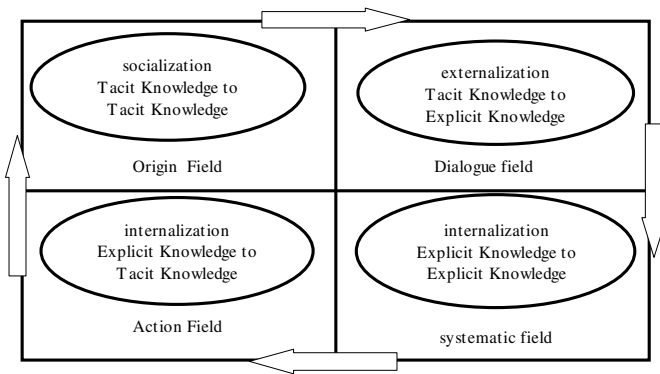 socialization
Tacit Knowledge to
Tacit Knowledge
Origin Field
externalization
Tacit Knowledge to
Explicit Knowledge
Dialogue field
internalization
Explicit Knowledge to
Tacit Knowledge
Action Field
internalization
Explicit Knowledge to
Explicit Knowledge
systematic field